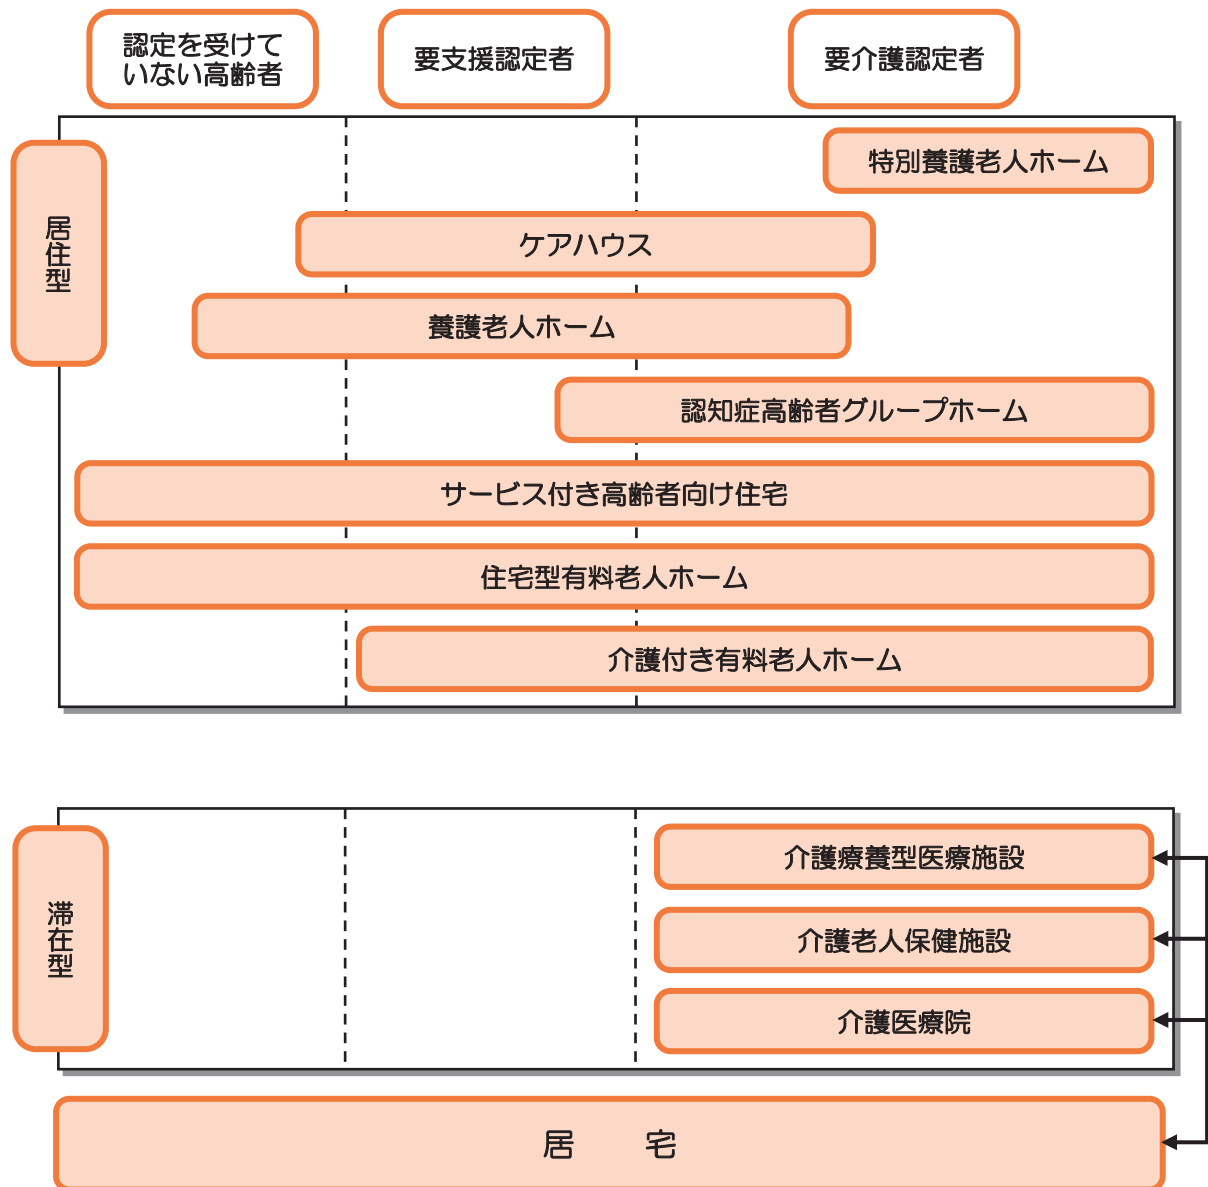 認定を受けて
いない高齢者
要支援認定者
要介護認定者
居住型
特別養護老人ホーム
ケアハウス
養護老人ホーム
認知症高齢者グループホーム
サービス付き高齢者向け住宅
住宅型有料老人ホーム
介護付き有料老人ホーム
滞在型
介護療養型医療施設
介護老人保健施設
介護医療院
居　宅